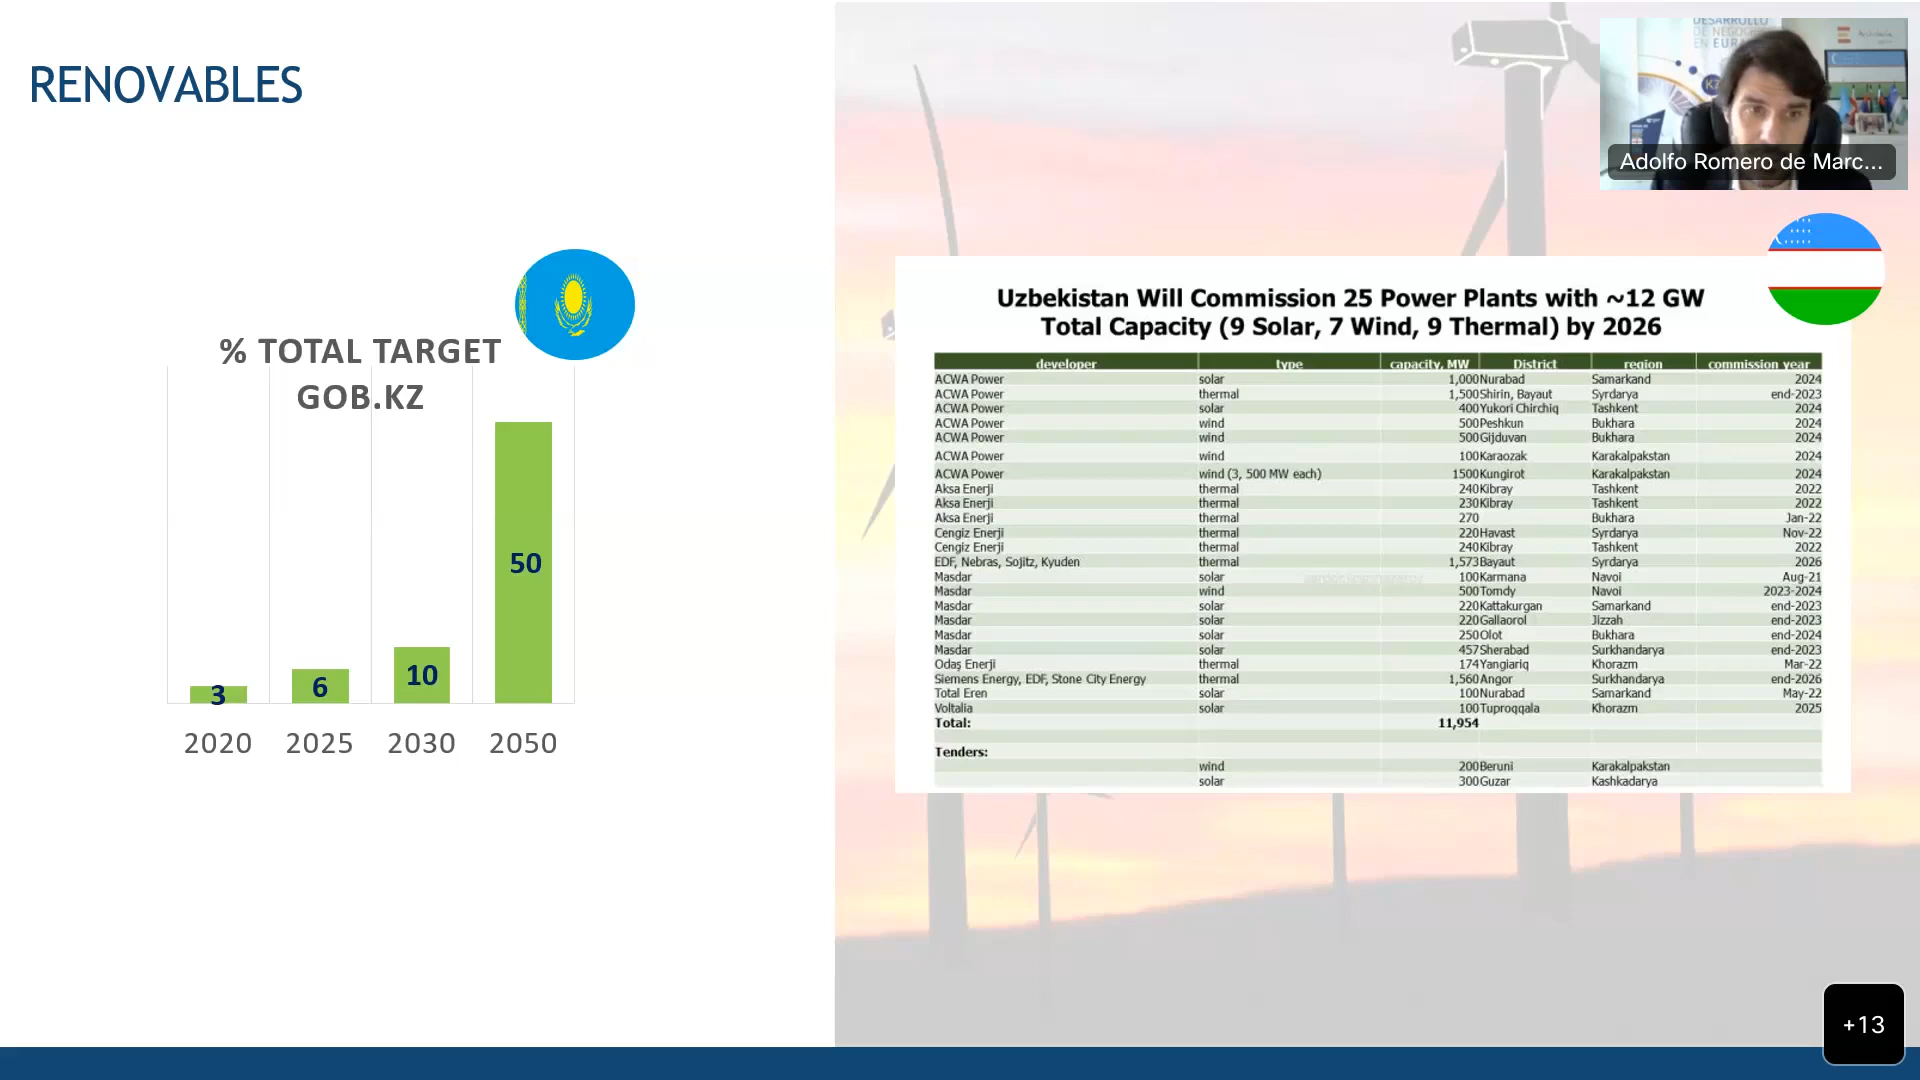 RENOVABLES
DESARROLLO
DE NEGOC
EN EURA
KZ
Adolfo Romero de Marc...
% TOTAL TARGET
GOB.KZ
50
10
6
3
2020 2025 2030 2050
Uzbekistan Will Commission 25 Power Plants with ~12 GW
Total Capacity (9 Solar, 7 Wind, 9 Thermal) by 2026
developer type capacity, MW District region commission year
ACWA Power solar 1,000 Nurabad Samarkand 2024
ACWA Power thermal 1,500 Shirin, Bayaut Syrdarya end-2023
ACWA Power solar 400 Yukori Chirchiq Tashkent 2024
ACWA Power wind 500 Peshkun Bukhara 2024
ACWA Power wind 500 Gijduvan Bukhara 2024
ACWA Power wind 100 Karaozak Karakalpakstan 2024
ACWA Power wind (3, 500 MW each) 1500 Kungirot Karakalpakstan 2024
Aksa Enerji thermal 240 Kibray Tashkent 2022
Aksa Enerji thermal 230 Kibray Tashkent 2022
Aksa Enerji thermal 270 Bukhara Jan-22
Cengiz Enerji thermal 220 Havast Syrdarya Nov-22
Cengiz Enerji thermal 240 Kibray Tashkent 2022
EDF, Nebras, Sojitz, Kyuden thermal 1,573 Bayaut Syrdarya 2026
Masdar solar 100 Karmana Navoi Aug-21
Masdar wind 500 Tomdy Navoi 2023-2024
Masdar solar 220 Kattakurgan Samarkand end-2023
Masdar solar 220 Gallaorol Jizzah end-2023
Masdar solar 250 Olot Bukhara end-2024
Masdar solar 457 Sherabad Surkhandarya end-2023
Odaş Enerji thermal 174 Yangiariq Khorazm Mar-22
Siemens Energy, EDF, Stone City Energy thermal 1,560 Angor Surkhandarya end-2026
Total Eren solar 100 Nurabad Samarkand May-22
Voltalia solar 100 Tuproqqala Khorazm 2025
Total: 11,954
Tenders:
wind 200 Beruni Karakalpakstan
solar 300 Guzar Kashkadarya
+13